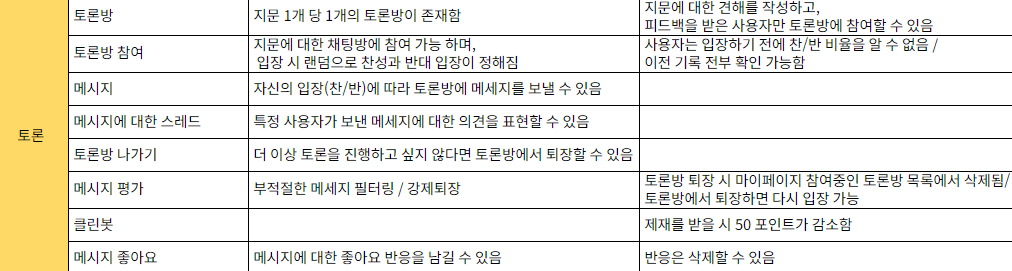 토론
토론방
지문 1개 당 1개의 토론방이 존재함
지문에 대한 견해를 작성하고,
피드백을 받은 사용자만 토론방에 참여할 수 있음
토론방 참여
지문에 대한 채팅방에 참여 가능 하며,
입장 시 랜덤으로 찬성과 반대 입장이 정해짐
사용자는 입장하기 전에 찬/반 비율을 알 수 없음 /
이전 기록 전부 확인 가능함
메시지
자신의 입장(찬/반)에 따라 토론방에 메세지를 보낼 수 있음
메시지에 대한 스레드
특정 사용자가 보낸 메세지에 대한 의견을 표현할 수 있음
토론방 나가기
더 이상 토론을 진행하고 싶지 않다면 토론방에서 퇴장할 수 있음
메시지 평가
부적절한 메세지 필터링 / 강제퇴장
토론방 퇴장 시 마이페이지 참여중인 토론방 목록에서 삭제됨/
토론방에서 퇴장하면 다시 입장 가능
클린봇
제재를 받을 시 50 포인트가 감소함
메시지 좋아요
메시지에 대한 좋아요 반응을 남길 수 있음
반응은 삭제할 수 있음